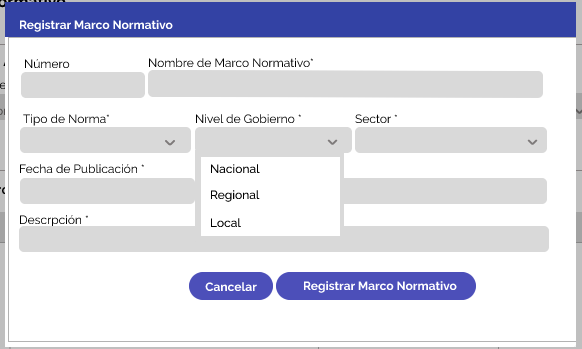 Registrar Marco Normativo
Número
Nombre de Marco Normativo*
Tipo de Norma*
Nivel de Gobierno *
Sector *
Nacional
Fecha de Publicación *
Regional
Descrpción *
Local
Cancelar
Registrar Marco Normativo